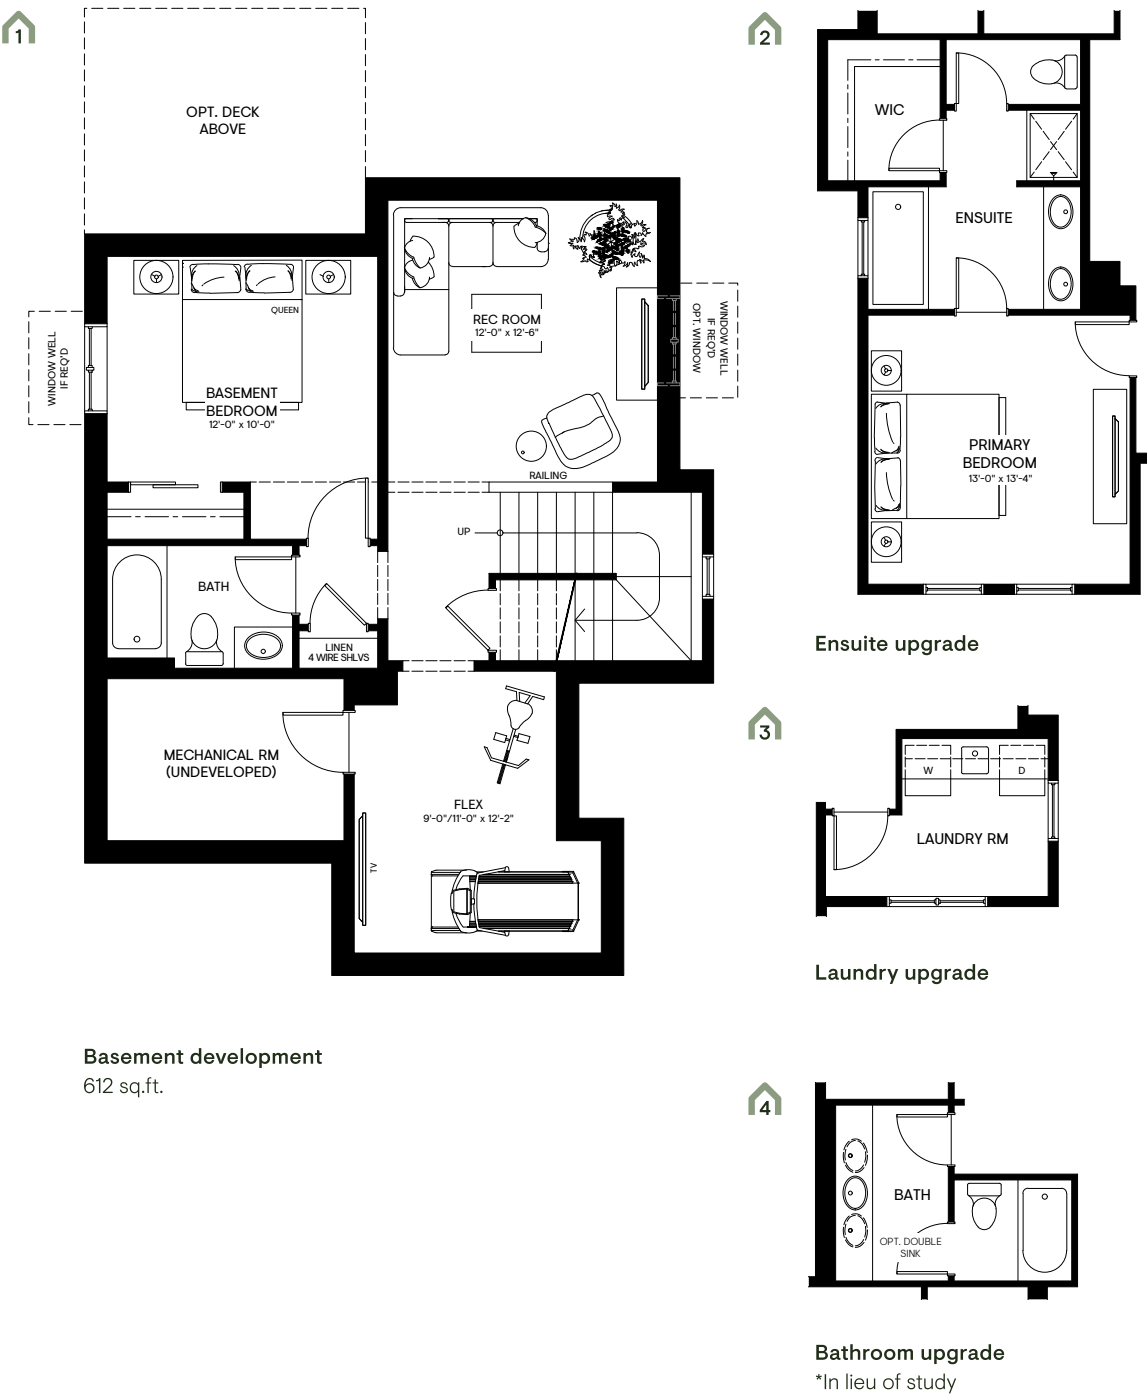 1
OPT. DECK
ABOVE
QUEEN
BASEMENT
BEDROOM
12'-0" x 10'-0"
WINDOW WELL
IF REQ'D
REC ROOM
12'-0" x 12'-6"
WINDOW WELL
IF REQ'D
OPT. WINDOW
RAILING
UP
BATH
LINEN
4 WIRE SHLVS
MECHANICAL RM
(UNDEVELOPED)
FLEX
9'-0"/11'-0" x 12'-2"
TV
Basement development
612 sq.ft.
2
WIC
ENSUITE
PRIMARY
BEDROOM
13'-0" x 13'-4"
Ensuite upgrade
3
W
D
LAUNDRY RM
Laundry upgrade
4
BATH
OPT. DOUBLE
SINK
Bathroom upgrade
*In lieu of study